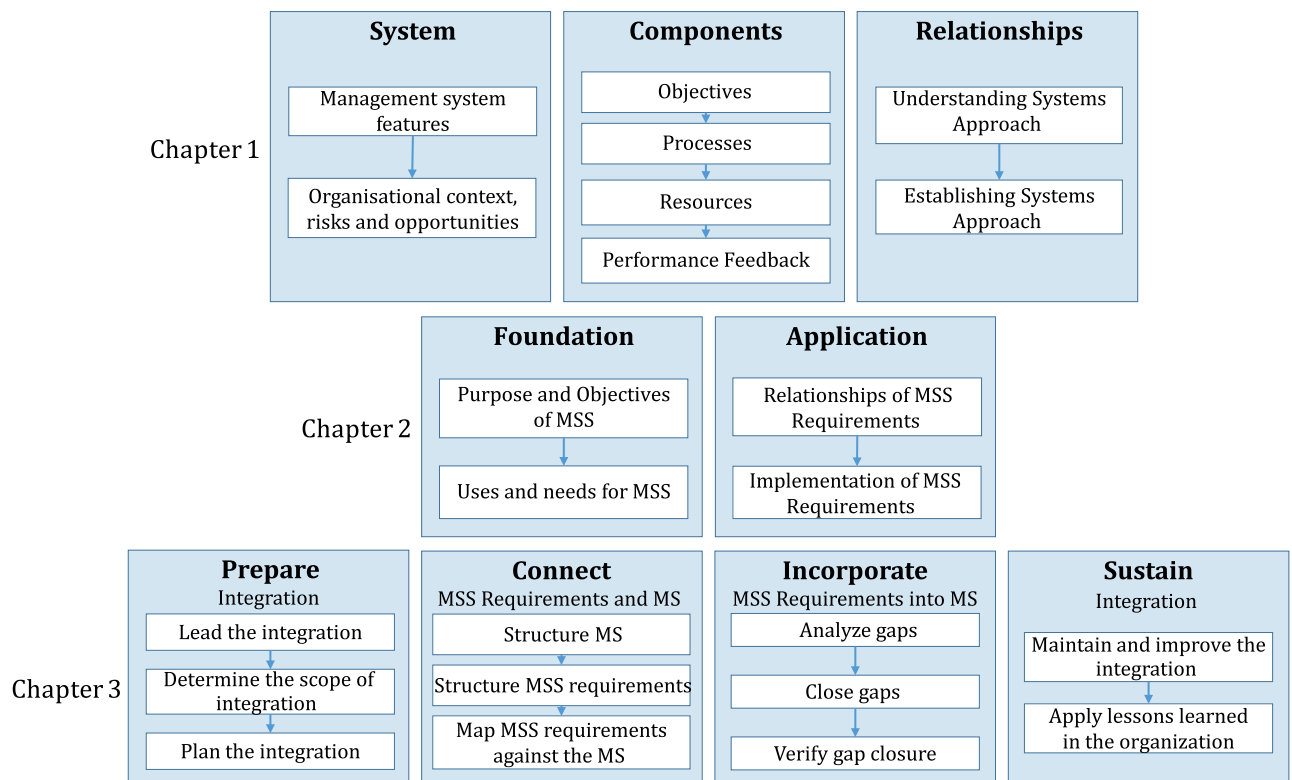 System
Management system
features
Organisational context,
risks and opportunities
Components
Objectives
Processes
Resources
Performance Feedback
Relationships
Understanding Systems
Approach
Establishing Systems
Approach
Chapter 1
Foundation
Purpose and Objectives
of MSS
Uses and needs for MSS
Application
Relationships of MSS
Requirements
Implementation of MSS
Requirements
Chapter 2
Prepare
Integration
Lead the integration
Determine the scope of
integration
Plan the integration
Connect
MSS Requirements and MS
Structure MS
Structure MSS requirements
Map MSS requirements
against the MS
Incorporate
MSS Requirements into MS
Analyze gaps
Close gaps
Verify gap closure
Sustain
Integration
Maintain and improve the
integration
Apply lessons learned
in the organization
Chapter 3